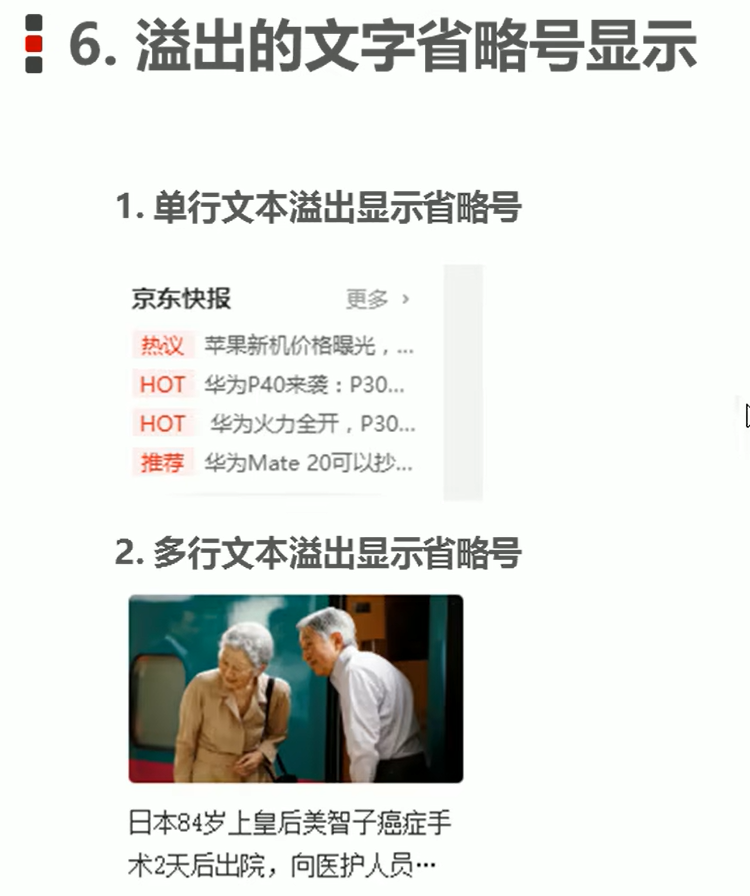 6. 溢出的文字省略号显示
1. 单行文本溢出显示省略号
京东快报 更多 ›
热议 苹果新机价格曝光，...
HOT 华为P40来袭：P30...
HOT 华为火力全开，P30...
推荐 华为Mate 20可以抄...
2. 多行文本溢出显示省略号
日本84岁上皇后美智子癌症手
术2天后出院，向医护人员…